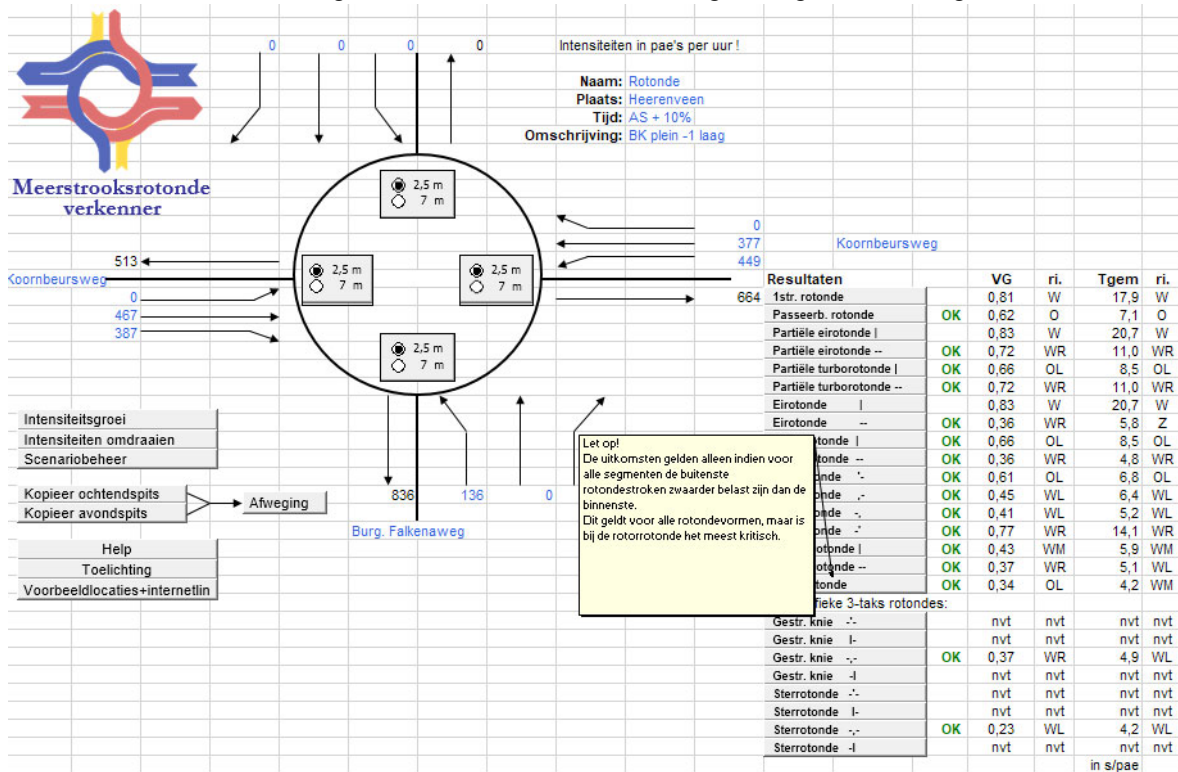 0 0 0 0 Intensiteiten in pae's per uur !
Naam: Rotonde
Plaats: Heerenveen
Tijd: AS + 10%
Omschrijving: BK plein -1 laag
Meerstrooksrotonde
verkenner
2,5 m
7 m
0
377 Koornbeursweg
449
513
Koornbeursweg
2,5 m
7 m
2,5 m
7 m
664
0
467
387
2,5 m
7 m
Resultaten VG ri. Tgem ri.
1str. rotonde 0,81 W 17,9 W
Passeerb. rotonde OK 0,62 O 7,1 O
Partiële eirotonde | 0,83 W 20,7 W
Partiële eirotonde -- OK 0,72 WR 11,0 WR
Partiële turborotonde | OK 0,66 OL 8,5 OL
Partiële turborotonde -- OK 0,72 WR 11,0 WR
Eirotonde | 0,83 W 20,7 W
Eirotonde -- OK 0,36 WR 5,8 Z
tonde | OK 0,66 OL 8,5 OL
tonde -- OK 0,36 WR 4,8 WR
onde '- OK 0,61 OL 6,8 OL
onde ,- OK 0,45 WL 6,4 WL
onde -, OK 0,41 WL 5,2 WL
onde -' OK 0,77 WR 14,1 WR
otonde | OK 0,43 WM 5,9 WM
otonde -- OK 0,37 WR 5,1 WL
tonde OK 0,34 OL 4,2 WM
fieke 3-taks rotondes:
Gestr. knie -'- nvt nvt nvt nvt
Gestr. knie |- nvt nvt nvt nvt
Gestr. knie -,- OK 0,37 WR 4,9 WL
Gestr. knie -| nvt nvt nvt nvt
Sterrotonde -'- nvt nvt nvt nvt
Sterrotonde |- nvt nvt nvt nvt
Sterrotonde -,- OK 0,23 WL 4,2 WL
Sterrotonde -| nvt nvt nvt nvt
in s/pae
Let op!
De uitkomsten gelden alleen indien voor
alle segmenten de buitenste
rotondestroken zwaarder belast zijn dan de
binnenste.
Dit geldt voor alle rotondevormen, maar is
bij de rotorrotonde het meest kritisch.
Intensiteitsgroei
Intensiteiten omdraaien
Scenariobeheer
Kopieer ochtendspits
Kopieer avondspits
Afweging
836 136 0
Burg. Falkenaweg
Help
Toelichting
Voorbeeldlocaties+internetlin